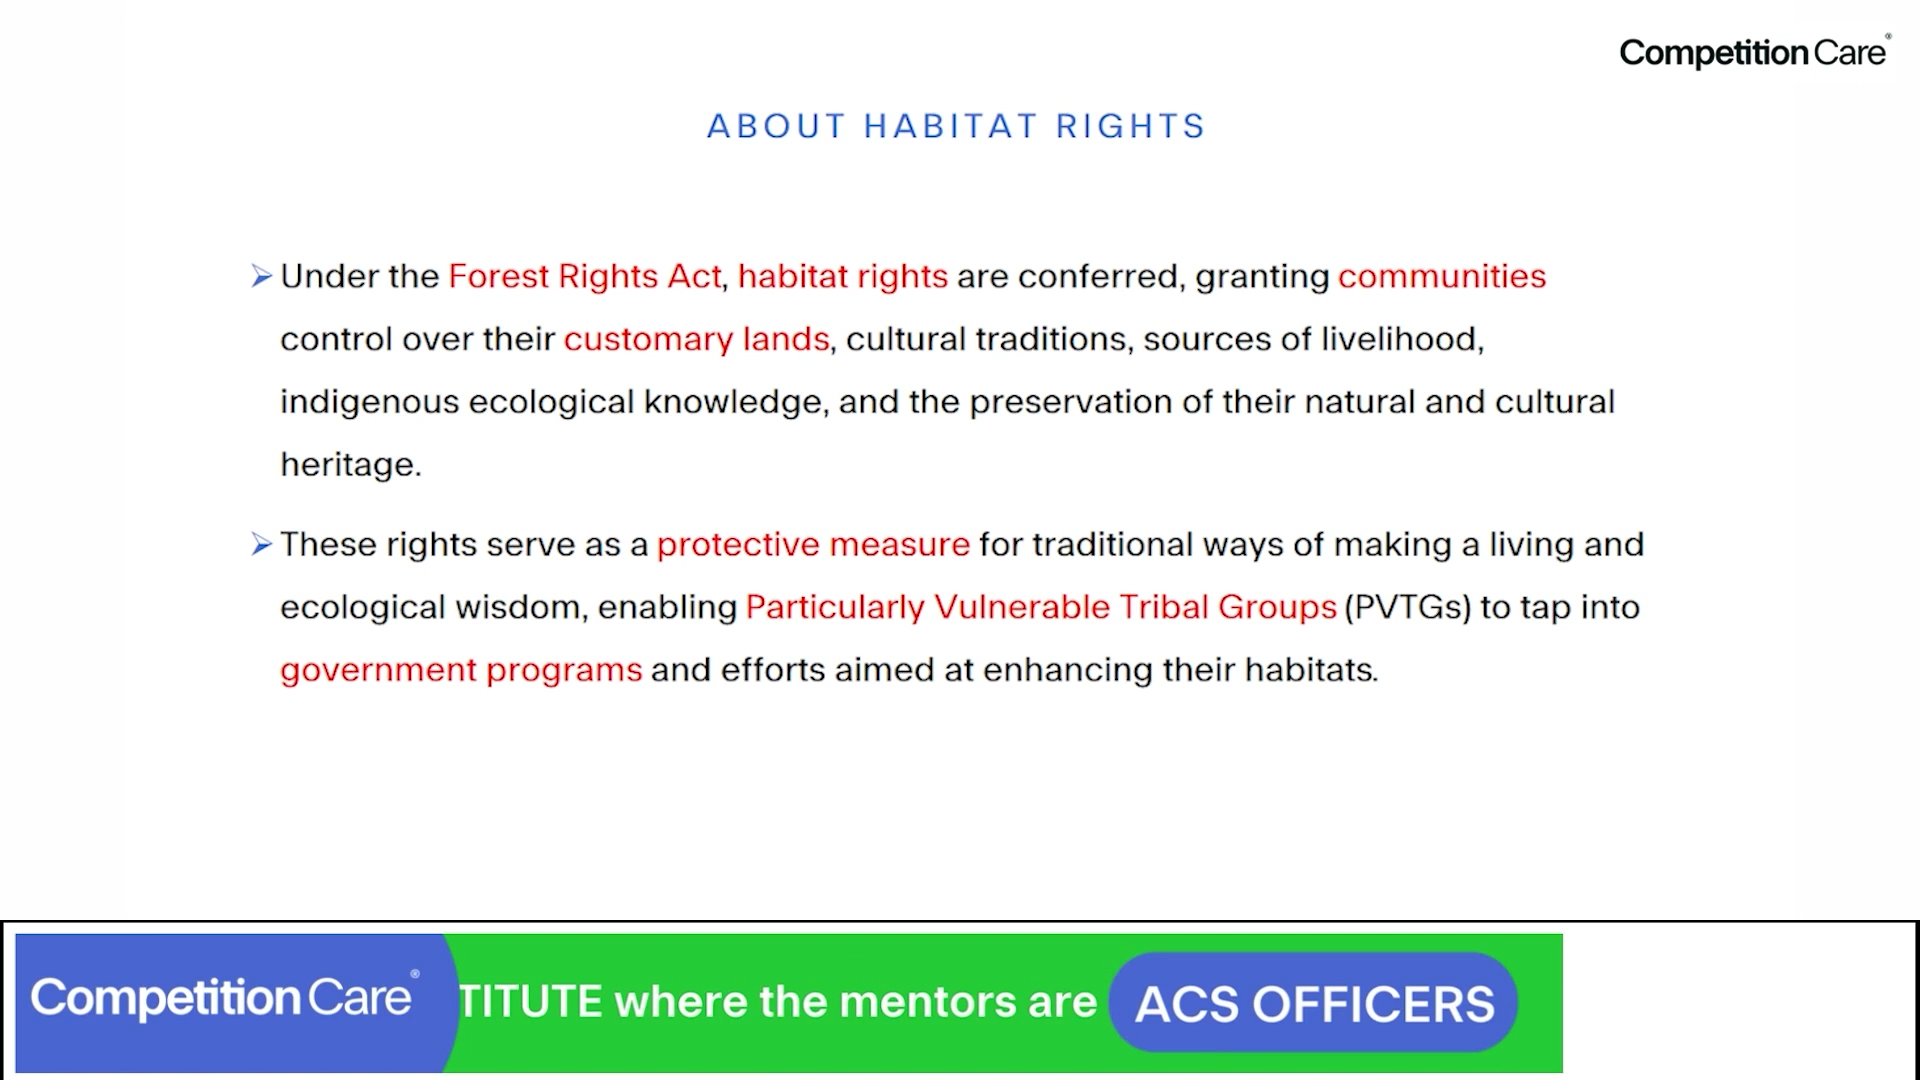 Competition Care®
ABOUT HABITAT RIGHTS
➢ Under the Forest Rights Act, habitat rights are conferred, granting communities
control over their customary lands, cultural traditions, sources of livelihood,
indigenous ecological knowledge, and the preservation of their natural and cultural
heritage.
➢ These rights serve as a protective measure for traditional ways of making a living and
ecological wisdom, enabling Particularly Vulnerable Tribal Groups (PVTGs) to tap into
government programs and efforts aimed at enhancing their habitats.
Competition Care® TITUTE where the mentors are ACS OFFICERS